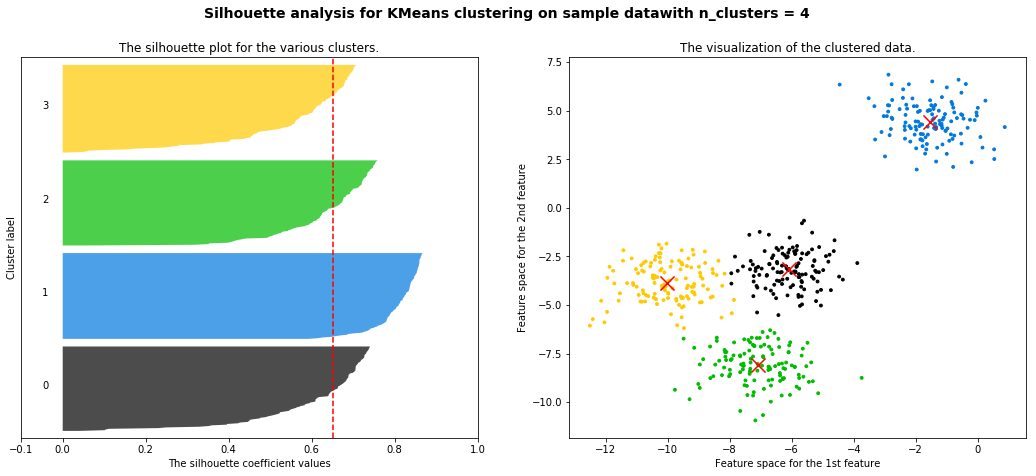 Silhouette analysis for KMeans clustering on sample datawith n_clusters = 4
The silhouette plot for the various clusters.
3
2
1
0
Cluster label
−0.1 0.0 0.2 0.4 0.6 0.8 1.0
The silhouette coefficient values
The visualization of the clustered data.
7.5
5.0
2.5
0.0
−2.5
−5.0
−7.5
−10.0
Feature space for the 2nd feature
−12 −10 −8 −6 −4 −2 0
Feature space for the 1st feature